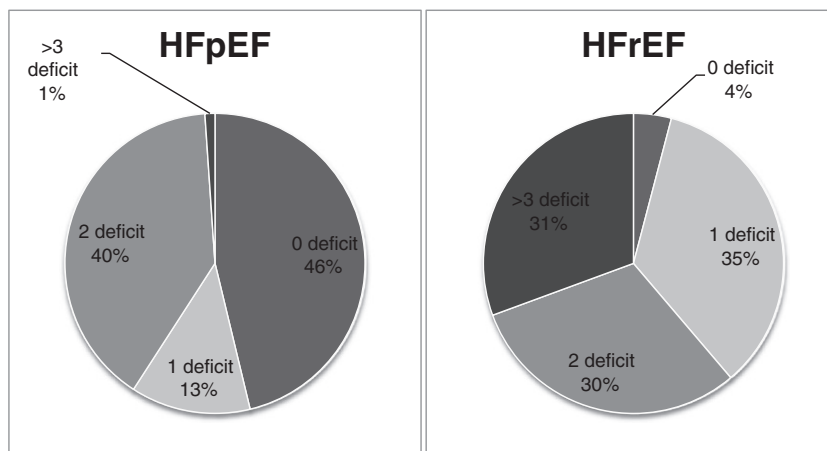 HFpEF
>3
deficit
1%
2 deficit
40%
0 deficit
46%
1 deficit
13%
HFrEF
0 deficit
4%
>3 deficit
31%
1 deficit
35%
2 deficit
30%